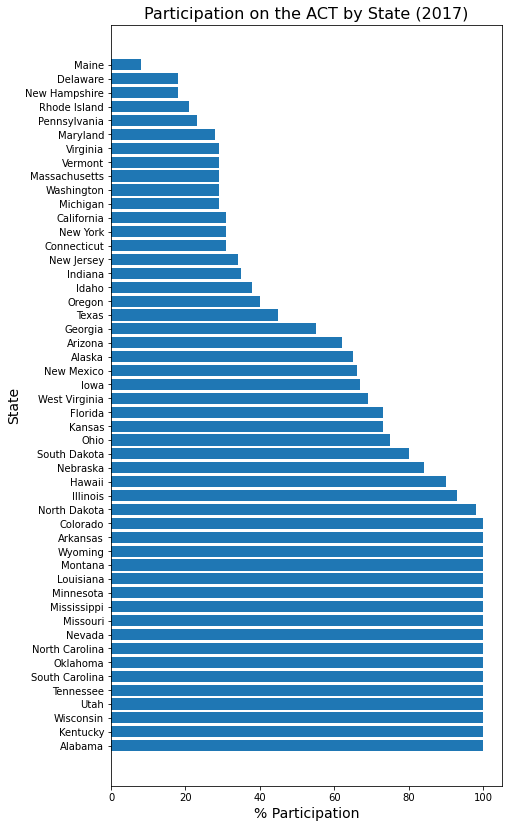 Participation on the ACT by State (2017)
Maine
Delaware
New Hampshire
Rhode Island
Pennsylvania
Maryland
Virginia
Vermont
Massachusetts
Washington
Michigan
California
New York
Connecticut
New Jersey
Indiana
Idaho
Oregon
Texas
Georgia
Arizona
Alaska
New Mexico
Iowa
West Virginia
Florida
Kansas
Ohio
South Dakota
Nebraska
Hawaii
Illinois
North Dakota
Colorado
Arkansas
Wyoming
Montana
Louisiana
Minnesota
Mississippi
Missouri
Nevada
North Carolina
Oklahoma
South Carolina
Tennessee
Utah
Wisconsin
Kentucky
Alabama
State
0 20 40 60 80 100
% Participation